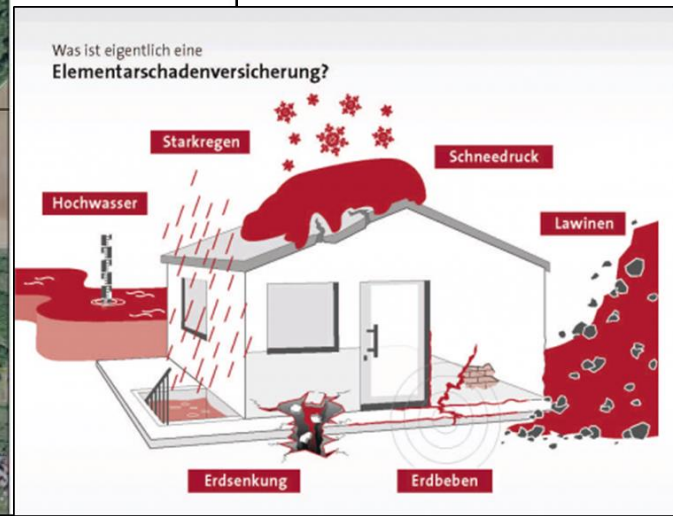 Was ist eigentlich eine
Elementarschadenversicherung?
Starkregen
Schneedruck
Hochwasser
Lawinen
Erdsenkung
Erdbeben